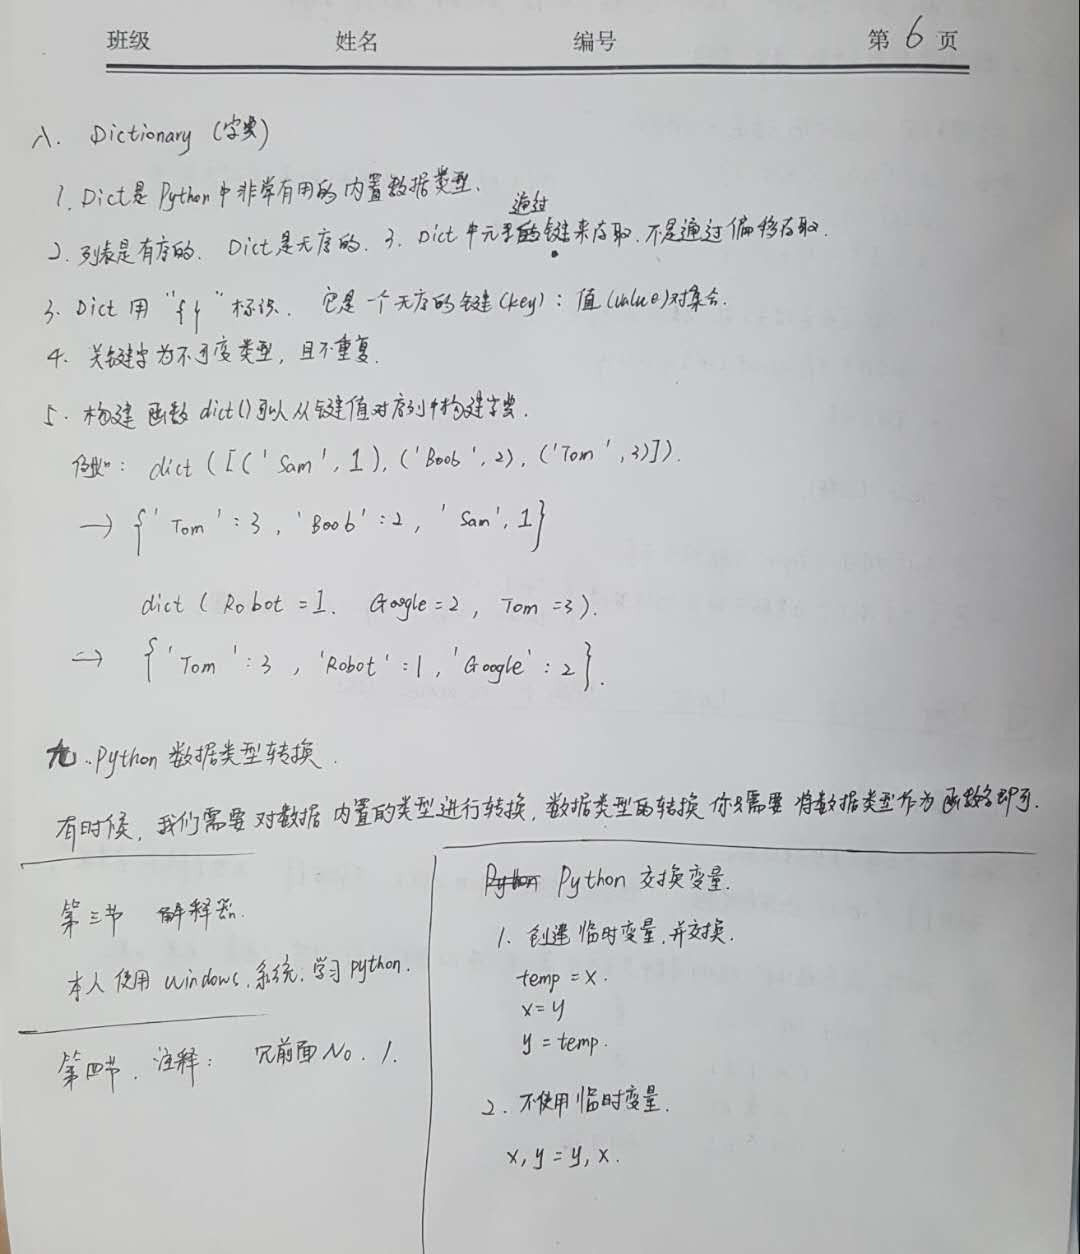 班级 姓名 编号 第 6 页
八. Dictionary (字典)
1. Dict是 Python 中非常有用的内置数据类型.
2. 列表是有序的. Dict是无序的. 3. Dict 中元素通过键来存取. 不是通过偏移存取.
3. Dict 用 "{ }" 标识. 它是一个无序的键(key) : 值(value)对集合.
4. 关键字为不可变类型, 且不重复.
5. 构建函数 dict() 可以从键值对序列中构建字典.
例如: dict ([('Sam', 1), ('Boob', 2), ('Tom', 3)]).
→ {'Tom' : 3, 'Boob' : 2, 'Sam', 1}
dict ( Robot = 1. Google = 2, Tom = 3).
⇒ {'Tom' : 3, 'Robot' = 1, 'Google' : 2}.
九. Python 数据类型转换.
有时候, 我们需要对数据内置的类型进行转换, 数据类型的转换你只需要将数据类型作为函数名即可.
第三节 解释器.
本人使用 Windows. 系统. 学习 python.
第四节. 注释: 见前面 No. 1.
Python 交换变量.
1. 创建临时变量, 并交换.
temp = x.
x = y
y = temp.
2. 不使用临时变量.
x, y = y, x.